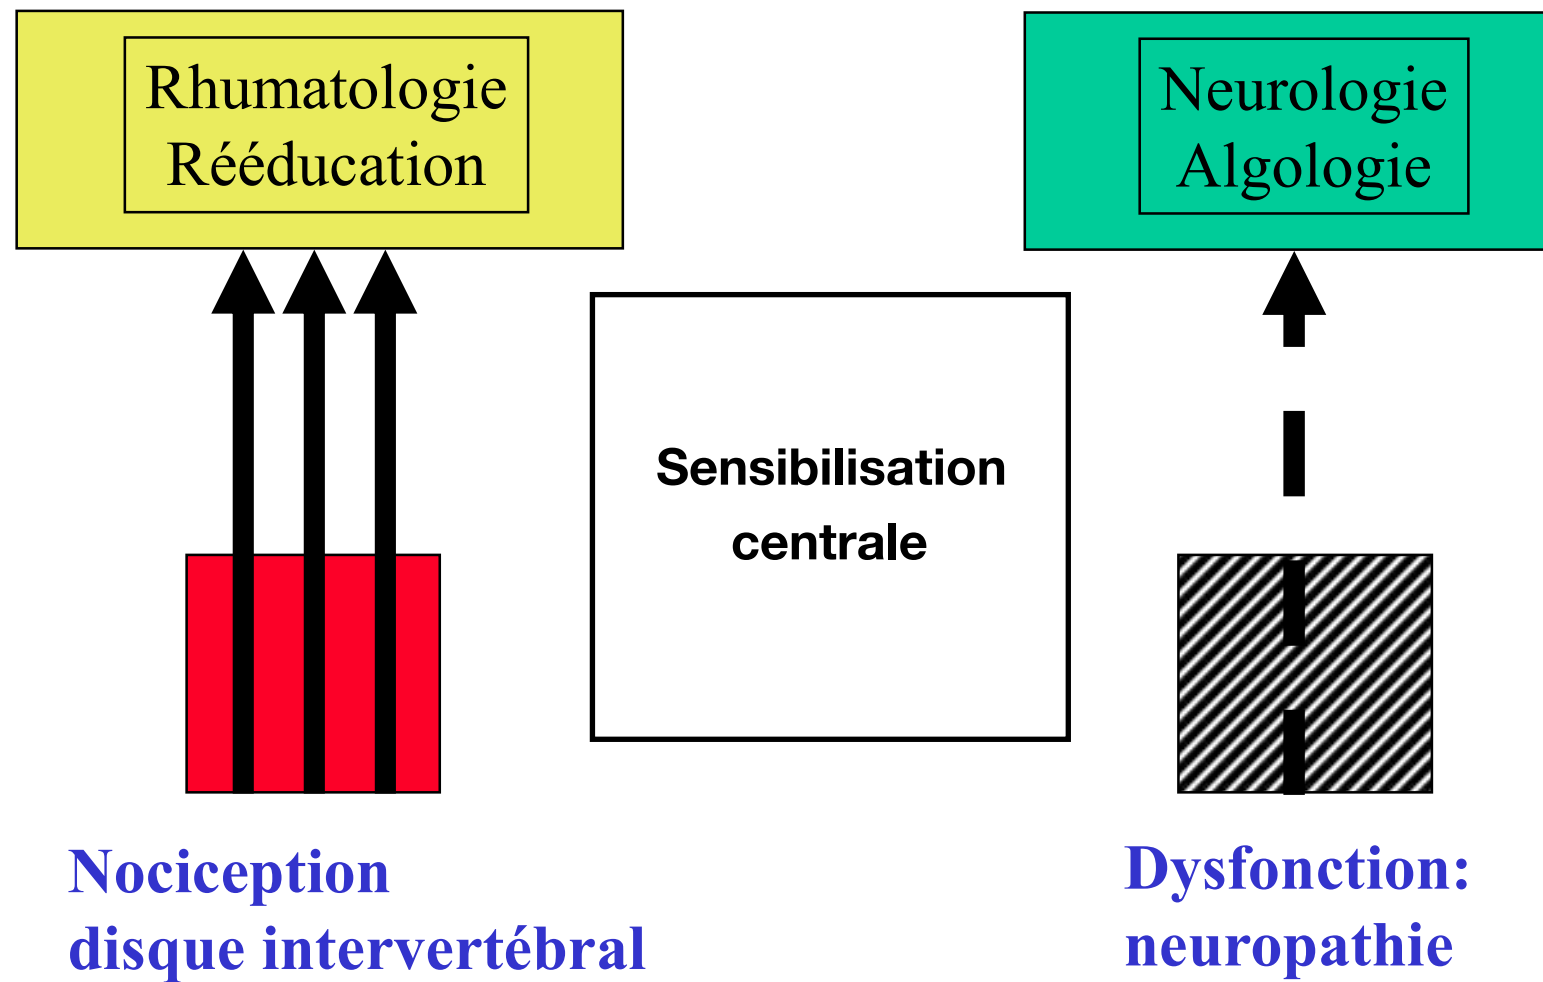 Rhumatologie
Rééducation
Neurologie
Algologie
Sensibilisation
centrale
Nociception
disque intervertébral
Dysfonction:
neuropathie